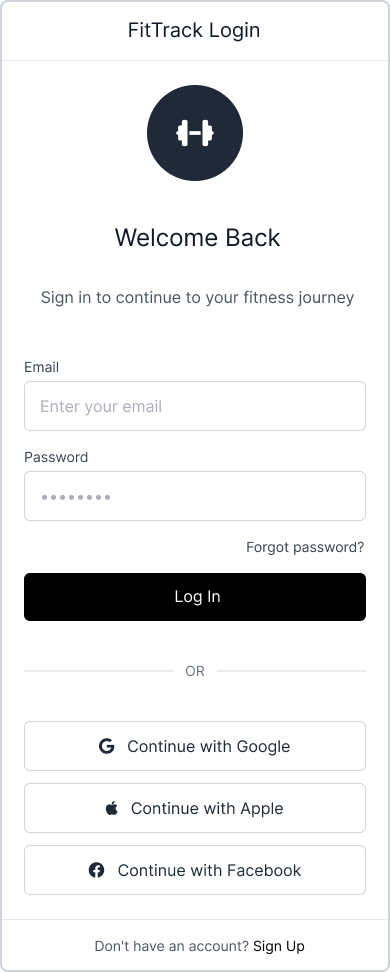 FitTrack Login
Welcome Back
Sign in to continue to your fitness journey
Email
Enter your email
Password
••••••••
Forgot password?
Log In
OR
Continue with Google
Continue with Apple
Continue with Facebook
Don't have an account? Sign Up